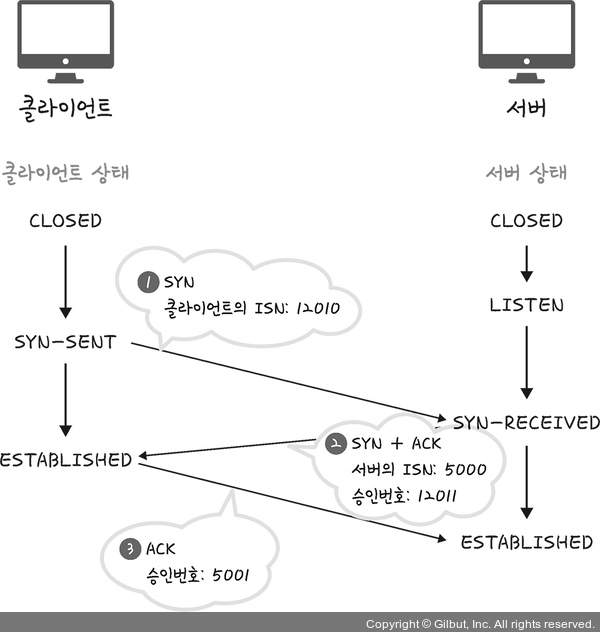 클라이언트
서버
클라이언트 상태
서버 상태
CLOSED
CLOSED
1 SYN
클라이언트의 ISN: 12010
LISTEN
SYN-SENT
SYN-RECEIVED
2 SYN + ACK
서버의 ISN: 5000
승인번호: 12011
ESTABLISHED
ESTABLISHED
3 ACK
승인번호: 5001
Copyright © Gilbut, Inc. All rights reserved.